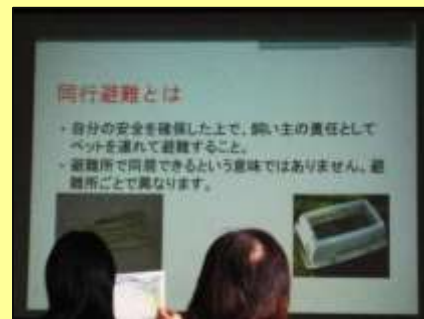 同行避難とは
・自分の安全を確保した上で、飼い主の責任として
ペットを連れて避難すること。
・避難所で同居できるという意味ではありません。避
難所ごとで異なります。